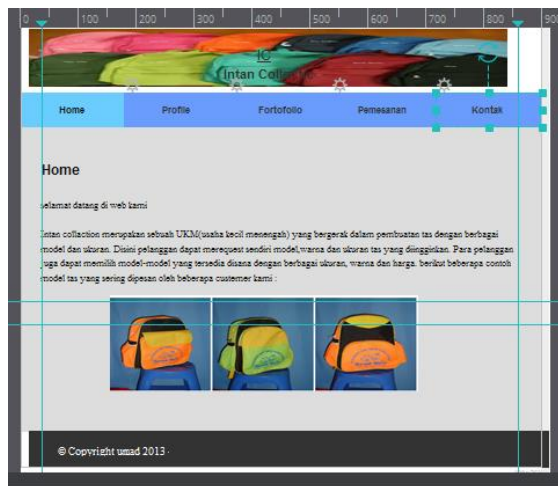 0 100 200 300 400 500 600 700 800 900
IC
Intan Collection
Home Profile Fortofolio Pemesanan Kontak
Home
selamat datang di web kami
Intan collaction merupakan sebuah UKM(usaha kecil menengah) yang bergerak dalam pembuatan tas dengan berbagai
model dan ukuran. Disini pelanggan dapat merequest sendiri model,warna dan ukuran tas yang diingginkan. Para pelanggan
juga dapat memilih model-model yang tersedia disana dengan berbagai ukuran, warna dan harga. berikut beberapa contoh
model tas yang sering dipesan oleh beberapa custemer kami :
© Copyright umad 2013 ·